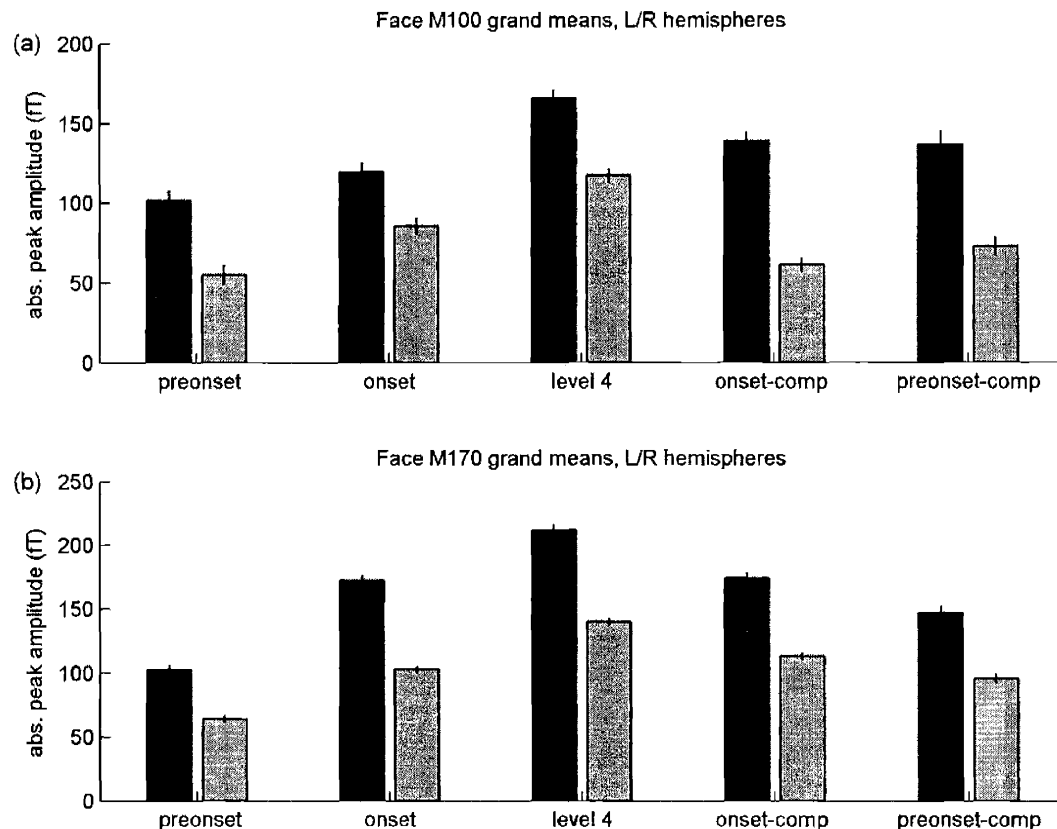 Face M100 grand means, L/R hemispheres
(a)
200
150
100
50
0
abs. peak amplitude (fT)
preonset onset level 4 onset-comp preonset-comp
Face M170 grand means, L/R hemispheres
(b)
250
200
150
100
50
0
abs. peak amplitude (fT)
preonset onset level 4 onset-comp preonset-comp